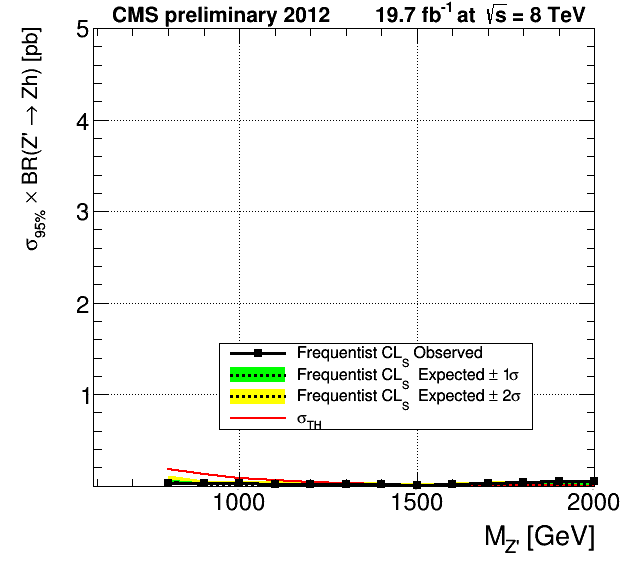 CMS preliminary 2012 19.7 fb⁻¹ at √s = 8 TeV
σ95% × BR(Z' → Zh) [pb]
5
4
3
2
1
Frequentist CLS Observed
Frequentist CLS Expected ± 1σ
Frequentist CLS Expected ± 2σ
σTH
1000 1500 2000
MZ' [GeV]